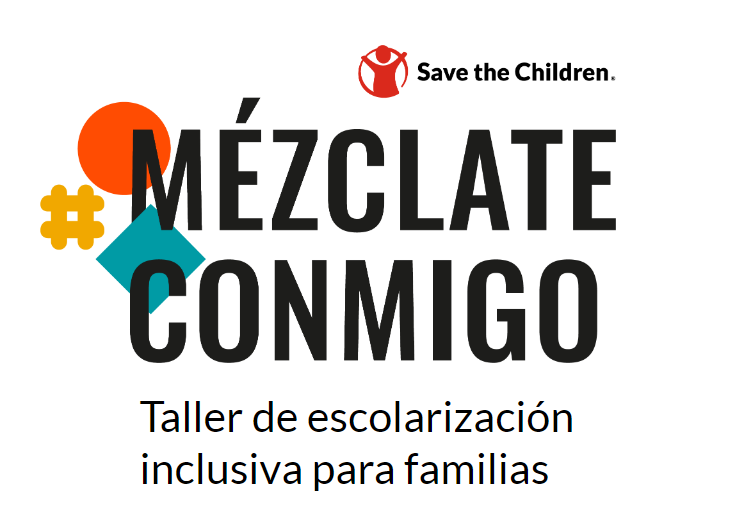 Save the Children®
#MÉZCLATE
CONMIGO
Taller de escolarización
inclusiva para familias